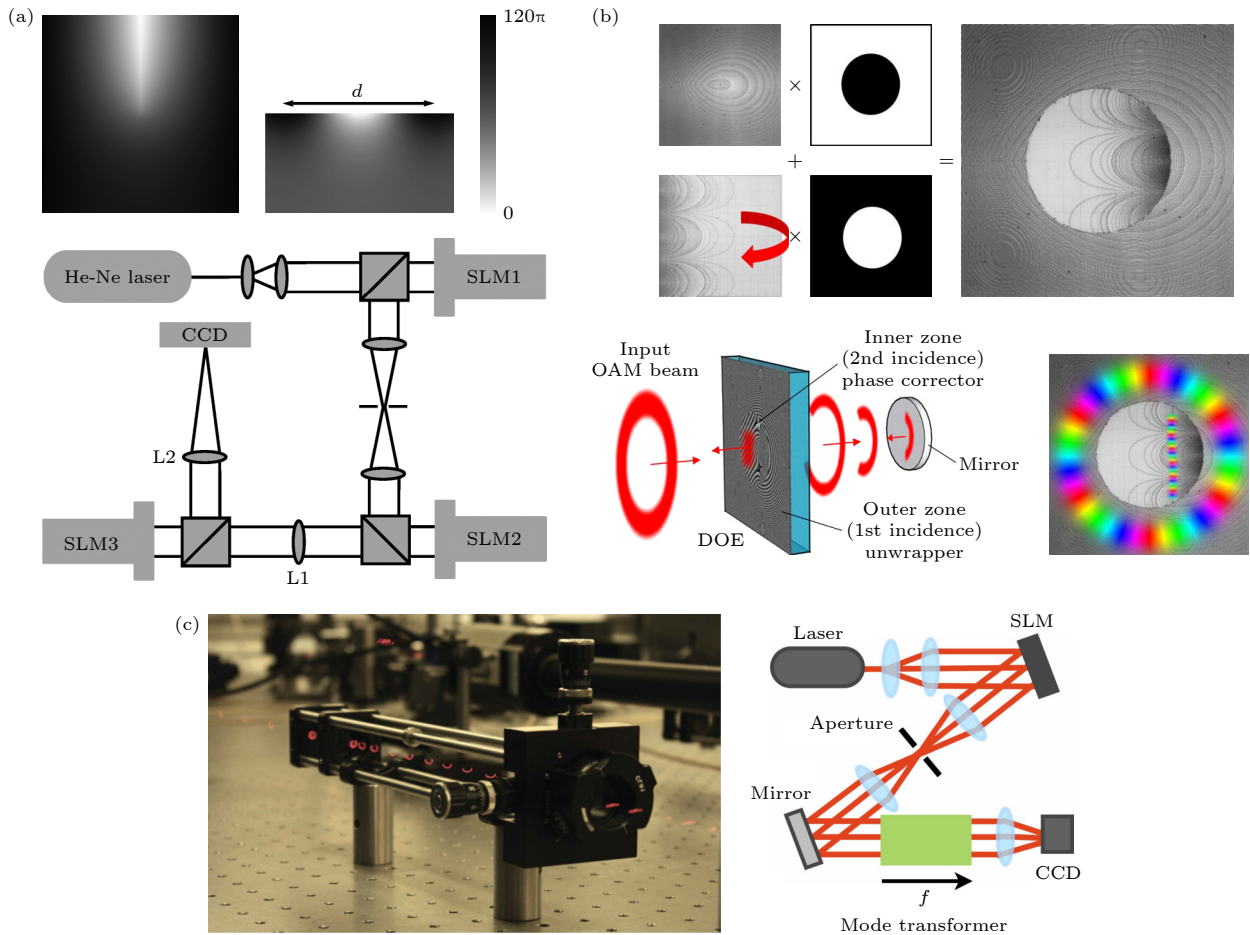 (a)
120π
d
0
He-Ne laser
SLM1
CCD
L2
SLM3
L1
SLM2
(b)
×
+
=
×
Input
OAM beam
Inner zone
(2nd incidence)
phase corrector
Mirror
Outer zone
(1st incidence)
unwrapper
DOE
(c)
Laser
SLM
Aperture
Mirror
CCD
f
Mode transformer